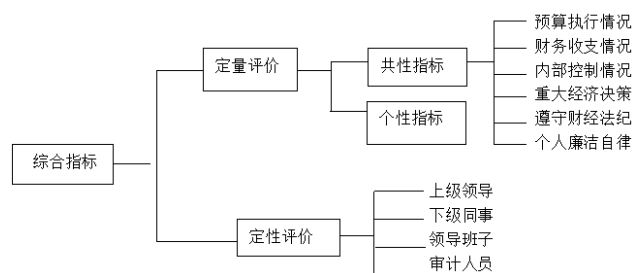 预算执行情况
财务收支情况
定量评价
共性指标
内部控制情况
重大经济决策
个性指标
遵守财经法纪
个人廉洁自律
综合指标
上级领导
下级同事
定性评价
领导班子
审计人员